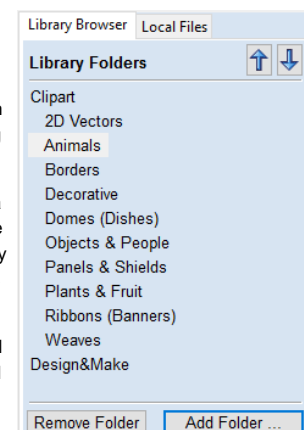 Library Browser Local Files
Library Folders
Clipart
2D Vectors
Animals
Borders
Decorative
Domes (Dishes)
Objects & People
Panels & Shields
Plants & Fruit
Ribbons (Banners)
Weaves
Design&Make
Remove Folder Add Folder ...